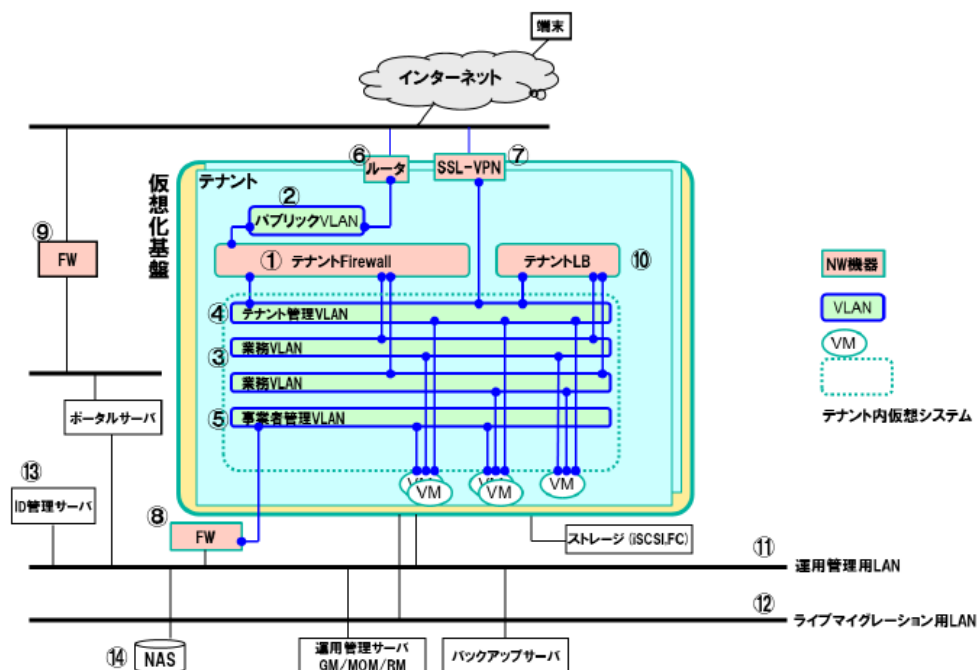 端末
インターネット
⑥
ルータ
SSL-VPN
⑦
仮想化基盤
テナント
②
パブリックVLAN
⑨
FW
① テナントFirewall
テナントLB
⑩
NW機器
④
テナント管理VLAN
VLAN
③
業務VLAN
VM
業務VLAN
テナント内仮想システム
ポータルサーバ
⑤
事業者管理VLAN
⑬
ID管理サーバ
VM
VM
VM
⑧
FW
ストレージ(iSCSI,FC)
⑪
運用管理用LAN
⑫
ライブマイグレーション用LAN
⑭
NAS
運用管理サーバ
GM/MOM/RM
バックアップサーバ